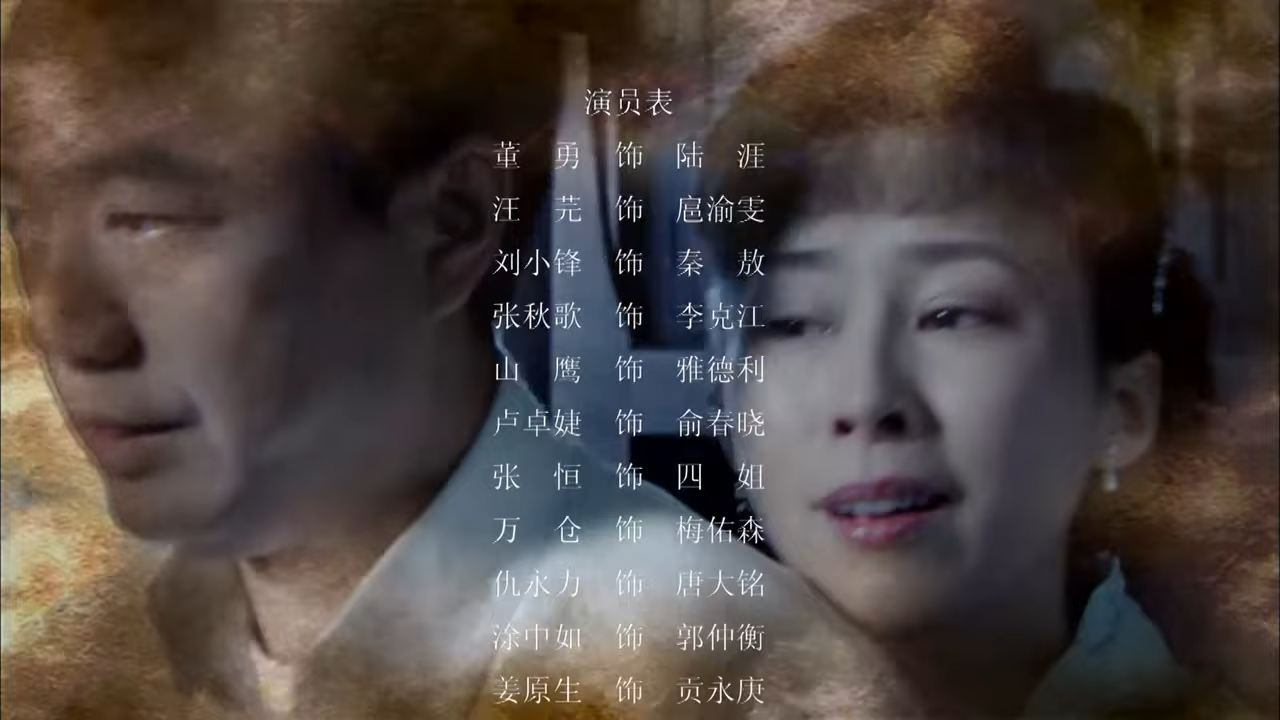 演员表
董 勇 饰 陆 涯
汪 芫 饰 扈渝雯
刘小锋 饰 秦 敖
张秋歌 饰 李克江
山 鹰 饰 雅德利
卢卓婕 饰 俞春晓
张 恒 饰 四 姐
万 仓 饰 梅佑森
仇永力 饰 唐大铭
涂中如 饰 郭仲衡
姜原生 饰 贡永庚